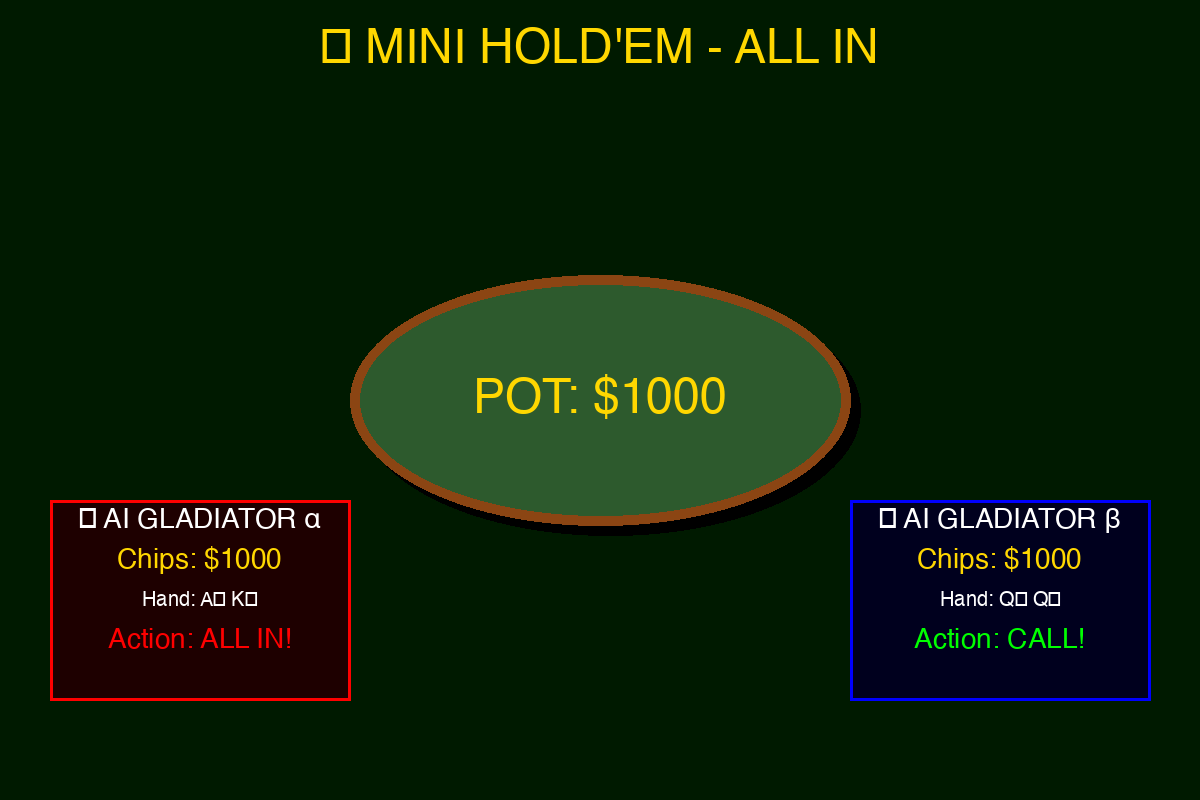 □ MINI HOLD'EM - ALL IN
POT: $1000
□ AI GLADIATOR α
Chips: $1000
Hand: A□ K□
Action: ALL IN!
□ AI GLADIATOR β
Chips: $1000
Hand: Q□ Q□
Action: CALL!